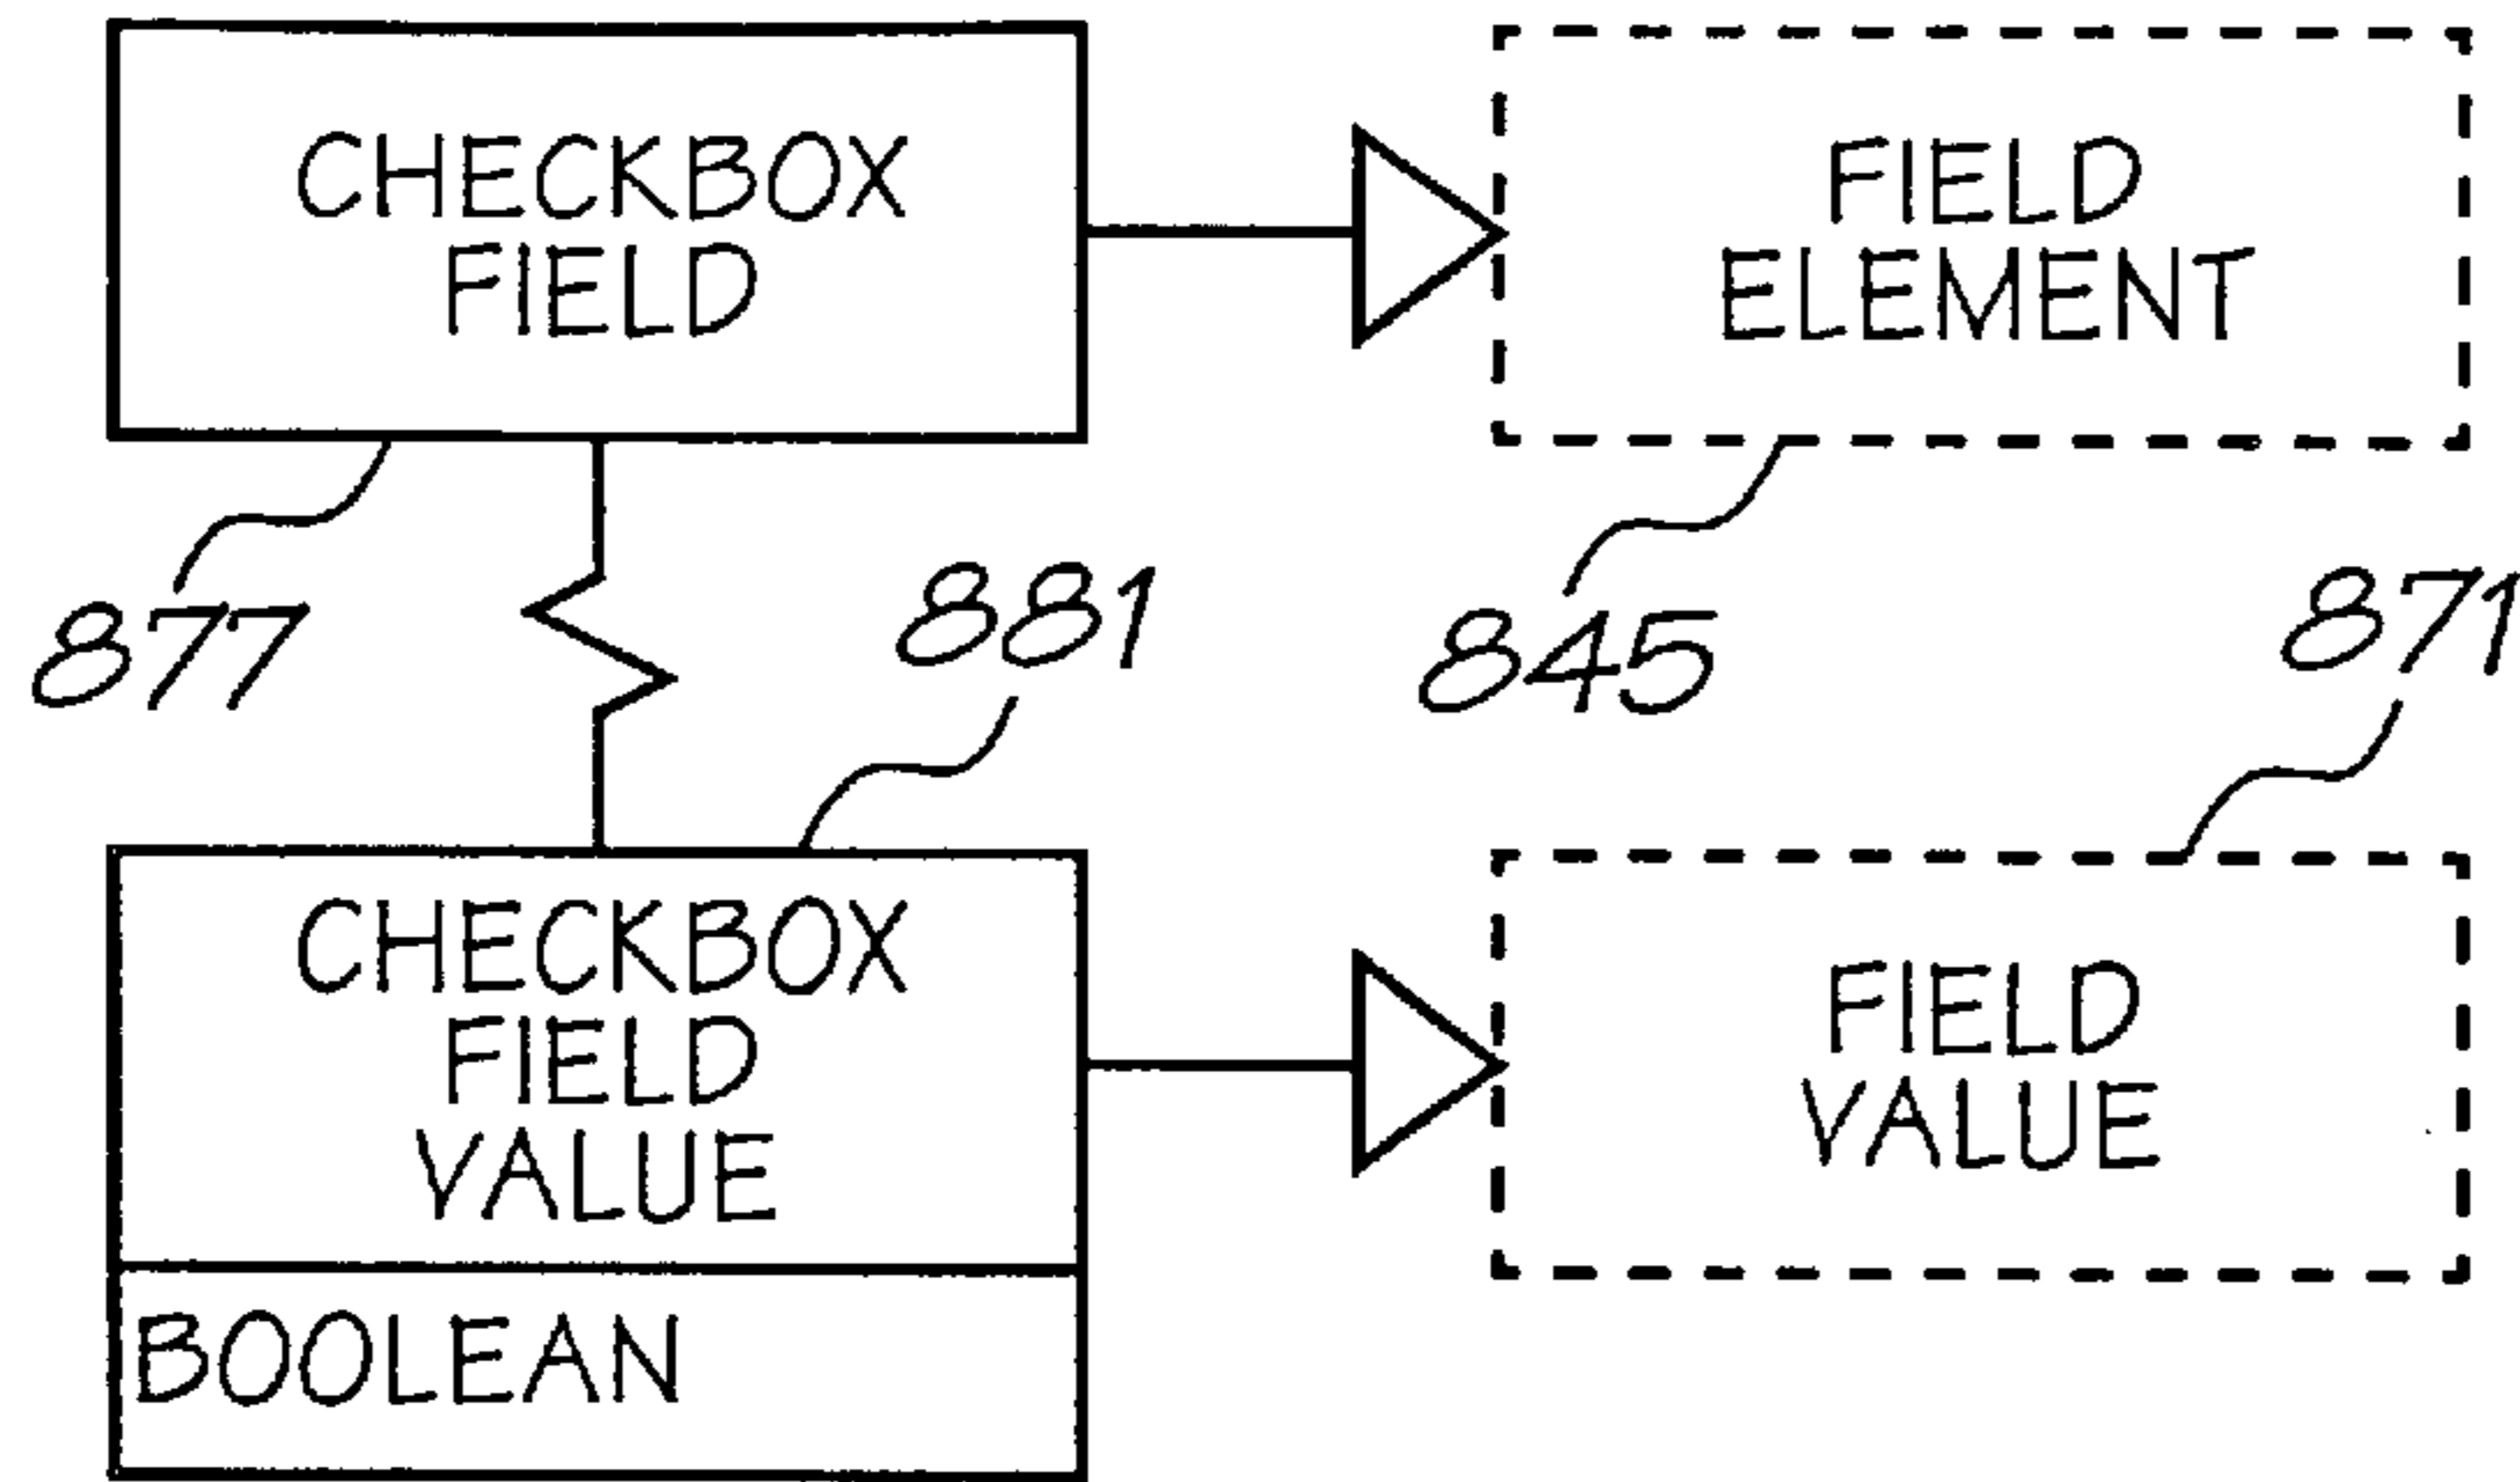 CHECKBOX
FIELD
FIELD
ELEMENT
877
881
845
871
CHECKBOX
FIELD
VALUE
FIELD
VALUE
BOOLEAN